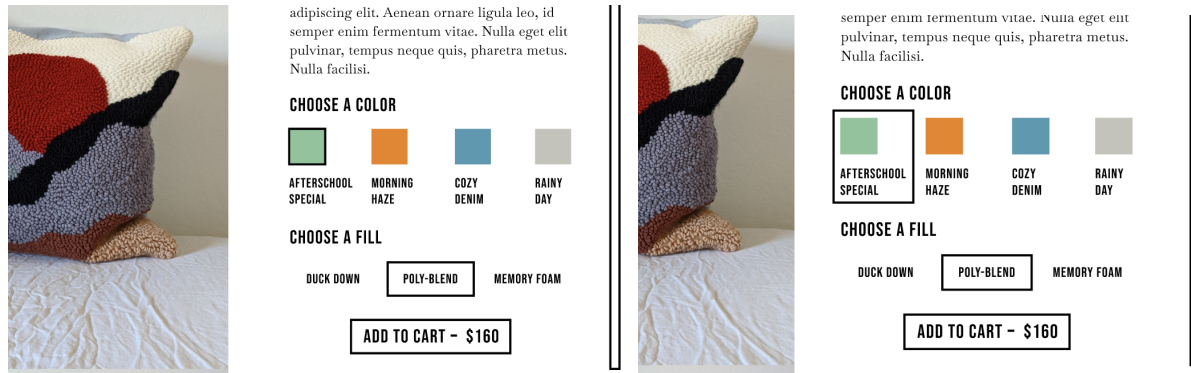 adipiscing elit. Aenean ornare ligula leo, id
semper enim fermentum vitae. Nulla eget elit
pulvinar, tempus neque quis, pharetra metus.
Nulla facilisi.
CHOOSE A COLOR
AFTERSCHOOL SPECIAL
MORNING HAZE
COZY DENIM
RAINY DAY
CHOOSE A FILL
DUCK DOWN
POLY-BLEND
MEMORY FOAM
ADD TO CART – $160
semper enim fermentum vitae. Nulla eget elit
pulvinar, tempus neque quis, pharetra metus.
Nulla facilisi.
CHOOSE A COLOR
AFTERSCHOOL SPECIAL
MORNING HAZE
COZY DENIM
RAINY DAY
CHOOSE A FILL
DUCK DOWN
POLY-BLEND
MEMORY FOAM
ADD TO CART – $160